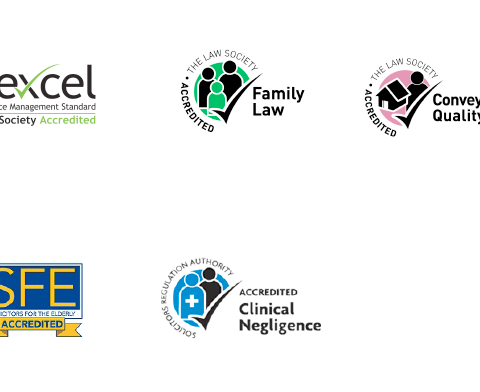 excel
ce Management Standard
Society Accredited
THE LAW SOCIETY
ACCREDITED
Family
Law
THE LAW SOCIETY
ACCREDITED
Convey
Quality
SFE
CITORS FOR THE ELDERLY
ACCREDITED
SOLICITORS REGULATION AUTHORITY
ACCREDITED
Clinical
Negligence